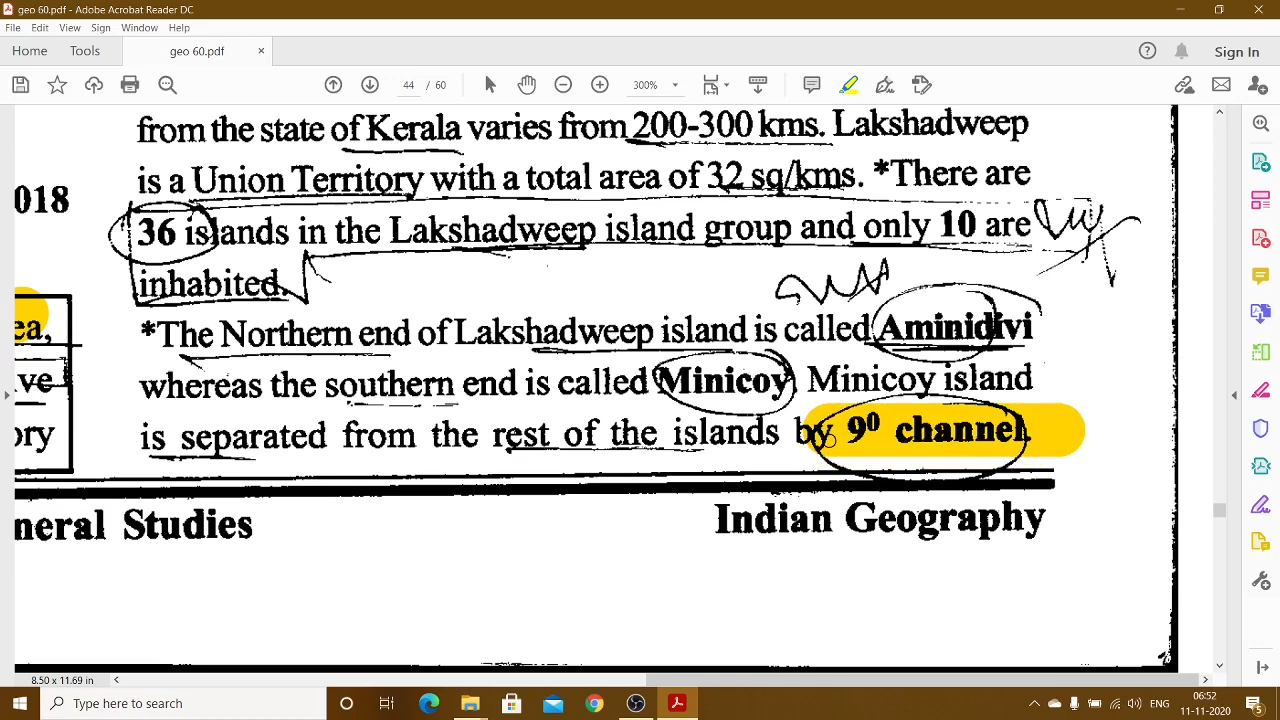 geo 60.pdf - Adobe Acrobat Reader DC
File Edit View Sign Window Help
Home Tools geo 60.pdf × Sign In
44 / 60 300%
from the state of Kerala varies from 200-300 kms. Lakshadweep
018 is a Union Territory with a total area of 32 sq/kms. *There are
36 islands in the Lakshadweep island group and only 10 are
inhabited.
ea, *The Northern end of Lakshadweep island is called Aminidivi
ve whereas the southern end is called Minicoy. Minicoy island
ory is separated from the rest of the islands by 9⁰ channel.
neral Studies Indian Geography
8.50 x 11.69 in
Type here to search ENG 06:52
11-11-2020 5